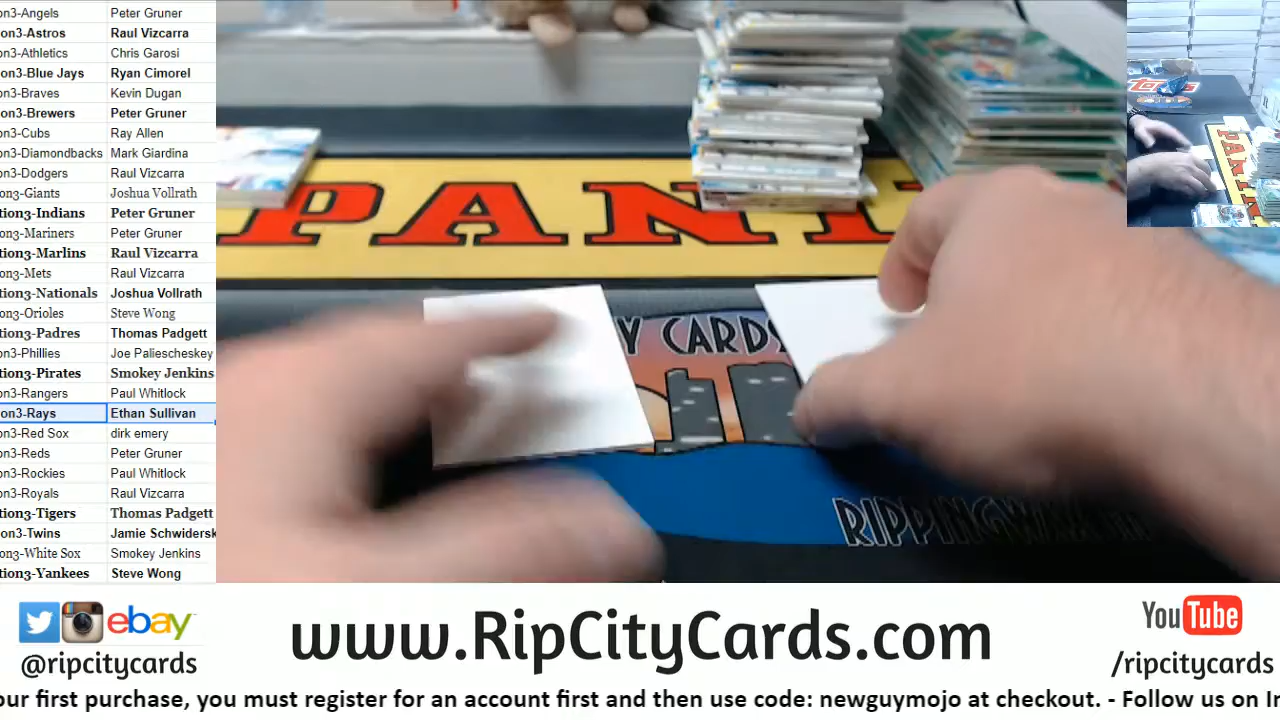 on3-Angels Peter Gruner
on3-Astros Raul Vizcarra
on3-Athletics Chris Garosi
on3-Blue Jays Ryan Cimorel
on3-Braves Kevin Dugan
on3-Brewers Peter Gruner
on3-Cubs Ray Allen
on3-Diamondbacks Mark Giardina
on3-Dodgers Raul Vizcarra
on3-Giants Joshua Vollrath
tion3-Indians Peter Gruner
on3-Mariners Peter Gruner
tion3-Marlins Raul Vizcarra
on3-Mets Raul Vizcarra
tion3-Nationals Joshua Vollrath
on3-Orioles Steve Wong
tion3-Padres Thomas Padgett
on3-Phillies Joe Paliescheskey
tion3-Pirates Smokey Jenkins
on3-Rangers Paul Whitlock
on3-Rays Ethan Sullivan
on3-Red Sox dirk emery
on3-Reds Peter Gruner
on3-Rockies Paul Whitlock
on3-Royals Raul Vizcarra
tion3-Tigers Thomas Padgett
on3-Twins Jamie Schwidersk
on3-White Sox Smokey Jenkins
tion3-Yankees Steve Wong
PANI
Y CARDS
RIPPINGWAX
Topps
PANINI
ebay
@ripcitycards
www.RipCityCards.com
YouTube
/ripcitycards
our first purchase, you must register for an account first and then use code: newguymojo at checkout. - Follow us on In